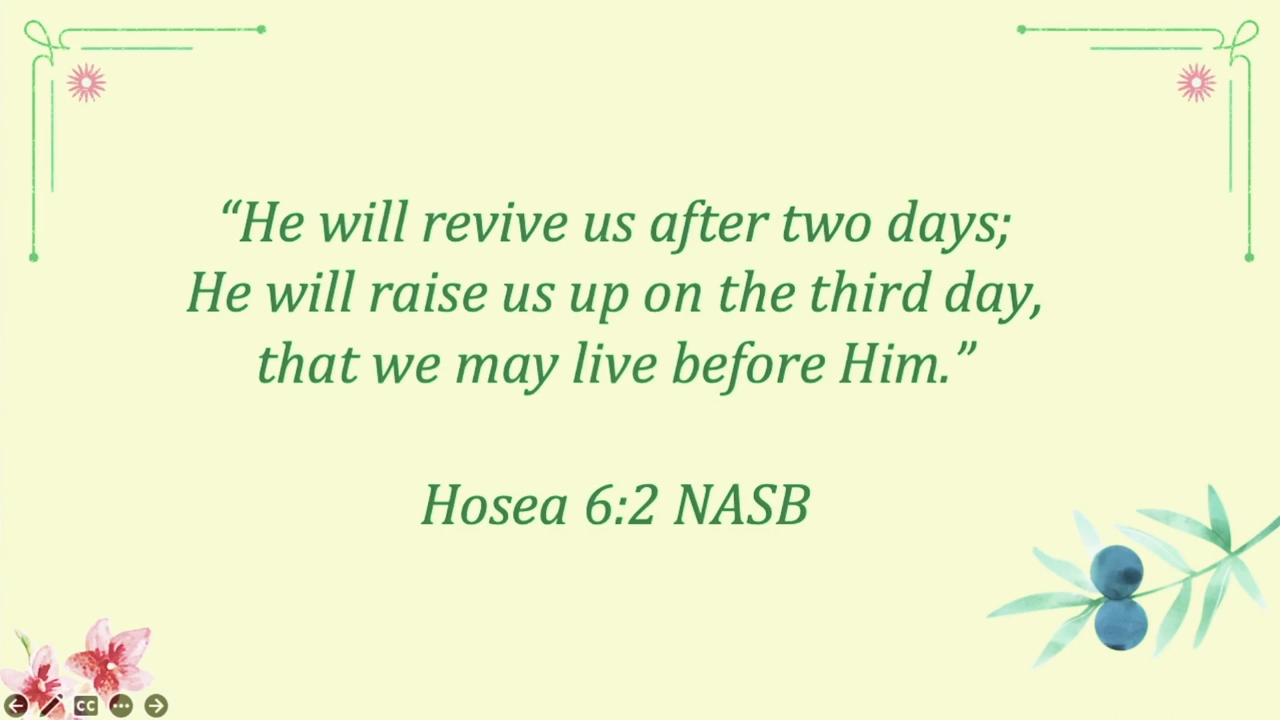 “He will revive us after two days;
He will raise us up on the third day,
that we may live before Him.”
Hosea 6:2 NASB
CC